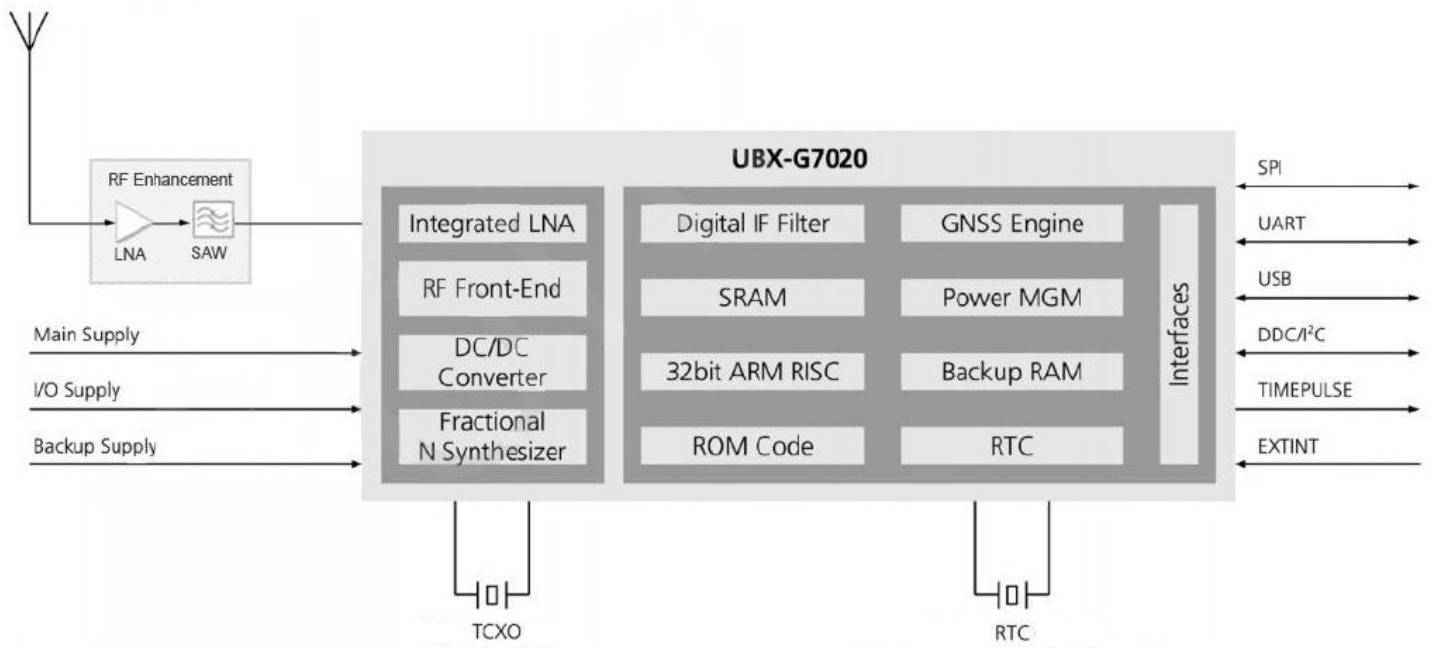 UBX-G7020
RF Enhancement
LNA
SAW
Main Supply
I/O Supply
Backup Supply
Integrated LNA
RF Front-End
DC/DC
Converter
Fractional
N Synthesizer
Digital IF Filter
SRAM
32bit ARM RISC
ROM Code
GNSS Engine
Power MGM
Backup RAM
RTC
Interfaces
SPI
UART
USB
DDC/I²C
TIMEPULSE
EXTINT
TCXO
RTC